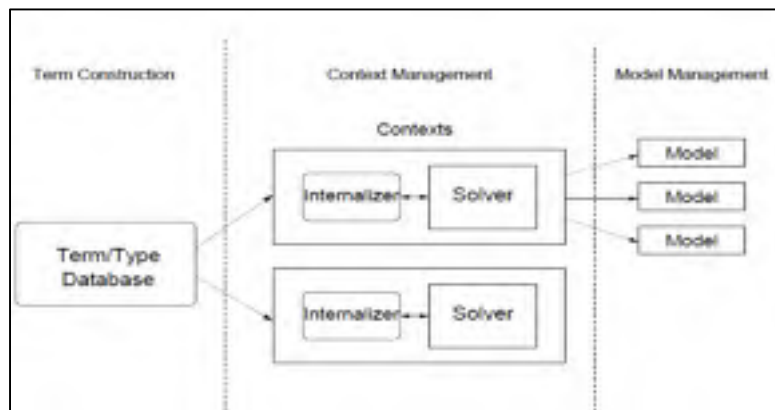 Term Construction
Context Management
Model Management
Contexts
Internalizer
Solver
Model
Model
Model
Term/Type
Database
Internalizer
Solver